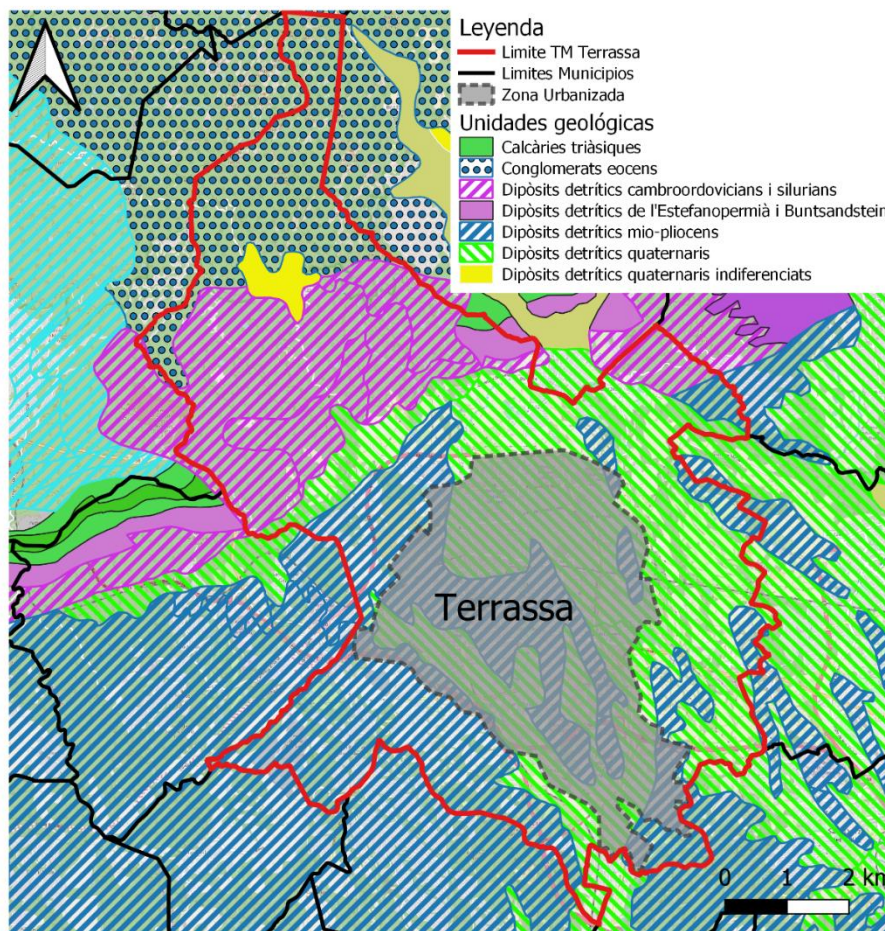 Leyenda
Limite TM Terrassa
Limites Municipios
Zona Urbanizada
Unidades geológicas
Calcàries triàsiques
Conglomerats eocens
Dipòsits detrítics cambroordovicians i silurians
Dipòsits detrítics de l'Estefanopermià i Buntsandstein
Dipòsits detrítics mio-pliocens
Dipòsits detrítics quaternaris
Dipòsits detrítics quaternaris indiferenciats
Terrassa
0 1 2 km